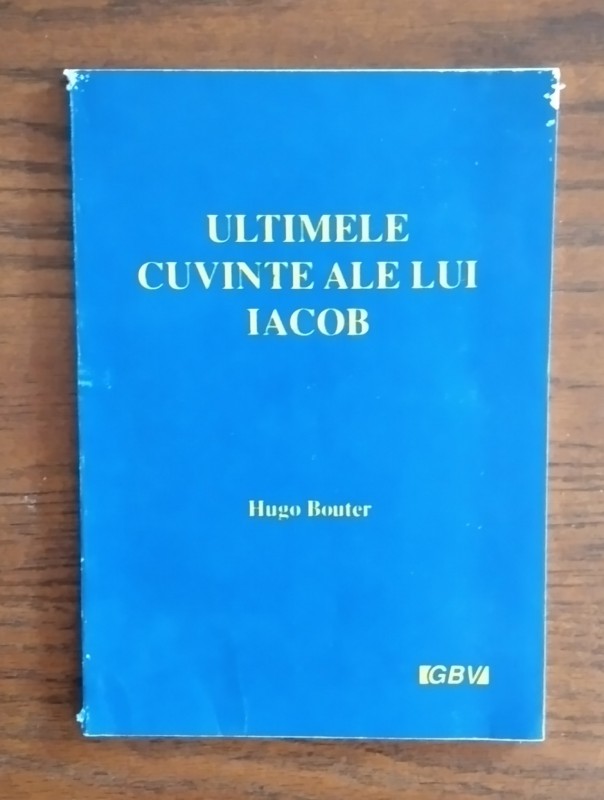 ULTIMELE
CUVINTE ALE LUI
IACOB
Hugo Bouter
GBV